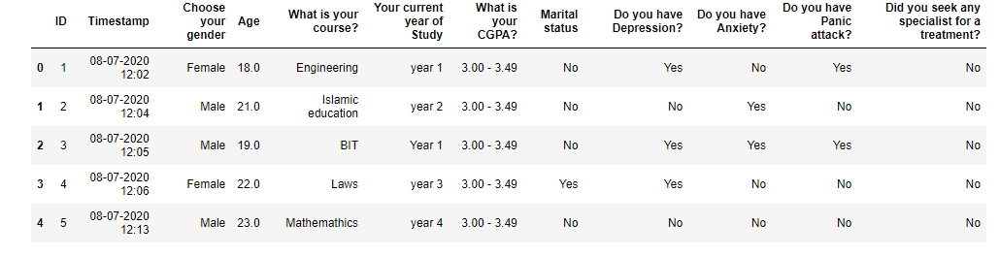 ID Timestamp Choose your gender Age What is your course? Your current year of Study What is your CGPA? Marital status Do you have Depression? Do you have Anxiety? Do you have Panic attack? Did you seek any specialist for a treatment?
0 1 08-07-2020 12:02 Female 18.0 Engineering year 1 3.00 - 3.49 No Yes No Yes No
1 2 08-07-2020 12:04 Male 21.0 Islamic education year 2 3.00 - 3.49 No No Yes No No
2 3 08-07-2020 12:05 Male 19.0 BIT Year 1 3.00 - 3.49 No Yes Yes Yes No
3 4 08-07-2020 12:06 Female 22.0 Laws year 3 3.00 - 3.49 Yes Yes No No No
4 5 08-07-2020 12:13 Male 23.0 Mathemathics year 4 3.00 - 3.49 No No No No No